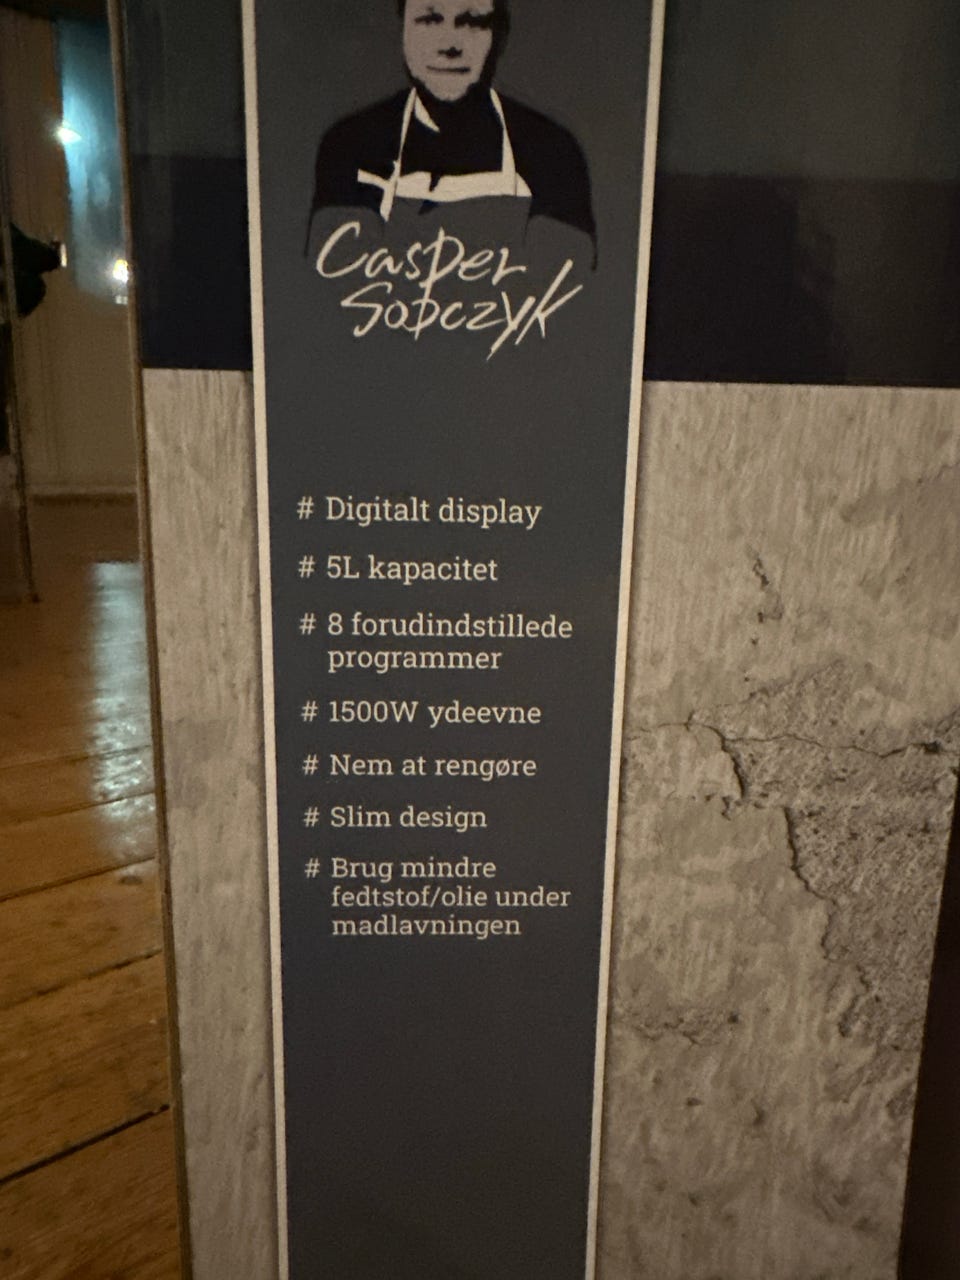 Casper
Sobczyk
# Digitalt display
# 5L kapacitet
# 8 forudindstillede
programmer
# 1500W ydeevne
# Nem at rengøre
# Slim design
# Brug mindre
fedtstof/olie under
madlavningen